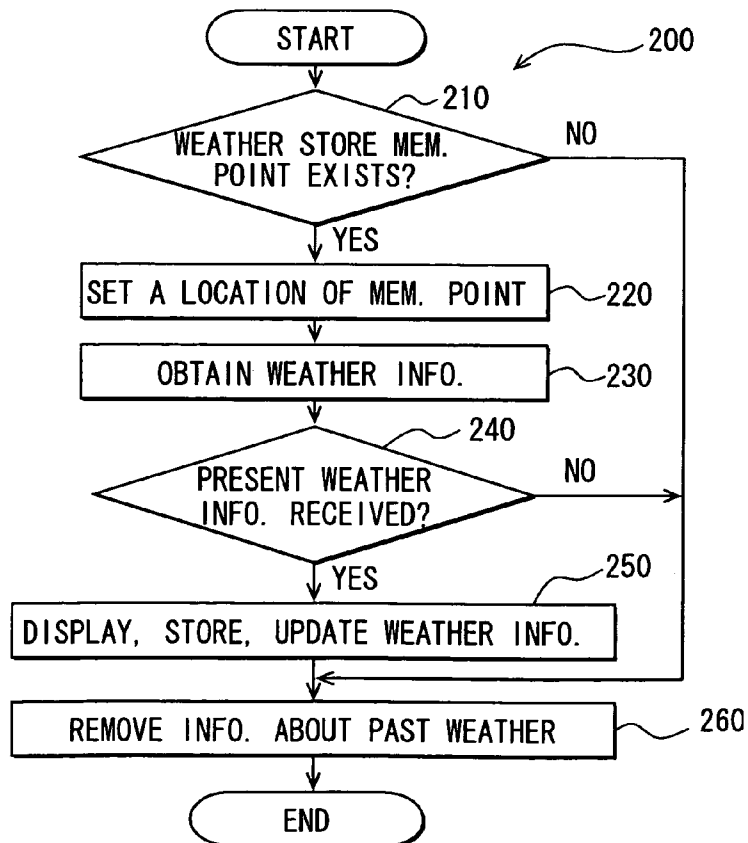 START
200
210
WEATHER STORE MEM.
POINT EXISTS?
NO
YES
SET A LOCATION OF MEM. POINT
220
OBTAIN WEATHER INFO.
230
240
PRESENT WEATHER
INFO. RECEIVED?
NO
YES
250
DISPLAY, STORE, UPDATE WEATHER INFO.
REMOVE INFO. ABOUT PAST WEATHER
260
END